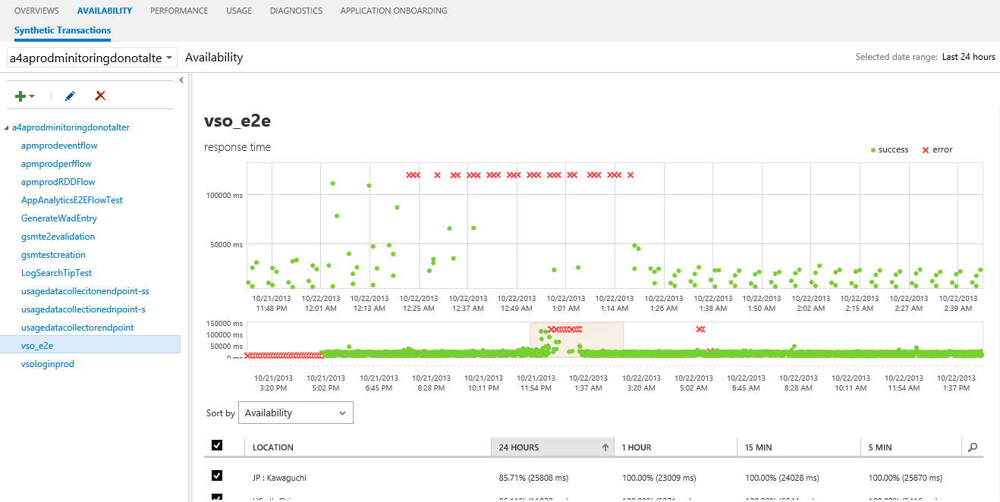 OVERVIEWS AVAILABILITY PERFORMANCE USAGE DIAGNOSTICS APPLICATION ONBOARDING
Synthetic Transactions
a4aprodminitoringdonotalte Availability Selected date range: Last 24 hours
a4aprodminitoringdonotalter
apmprodeventflow
apmprodperfflow
apmprodRDDFlow
AppAnalyticsE2EFlowTest
GenerateWadEntry
gsmte2evalidation
gsmtestcreation
LogSearchTipTest
usagedatacollecitonendpoint-ss
usagedatacollectionednpoint-s
usagedatacollectorendpoint
vso_e2e
vsologinprod
vso_e2e
response time
success error
100000 ms
50000 ms
10/21/2013 10/22/2013 10/22/2013 10/22/2013 10/22/2013 10/22/2013 10/22/2013 10/22/2013 10/22/2013 10/22/2013 10/22/2013 10/22/2013 10/22/2013 10/22/2013 10/22/2013
11:48 PM 12:01 AM 12:13 AM 12:25 AM 12:37 AM 12:49 AM 1:01 AM 1:14 AM 1:26 AM 1:38 AM 1:50 AM 2:02 AM 2:15 AM 2:27 AM 2:39 AM
150000 ms
100000 ms
50000 ms
0 ms
10/21/2013 10/21/2013 10/21/2013 10/21/2013 10/21/2013 10/21/2013 10/22/2013 10/22/2013 10/22/2013 10/22/2013 10/22/2013 10/22/2013 10/22/2013 10/22/2013
3:20 PM 5:02 PM 6:45 PM 8:28 PM 10:11 PM 11:54 PM 1:37 AM 3:20 AM 5:02 AM 6:45 AM 8:28 AM 10:11 AM 11:54 AM 1:37 PM
Sort by Availability
LOCATION 24 HOURS 1 HOUR 15 MIN 5 MIN
JP : Kawaguchi 85.71% (25808 ms) 100.00% (23009 ms) 100.00% (24028 ms) 100.00% (25870 ms)